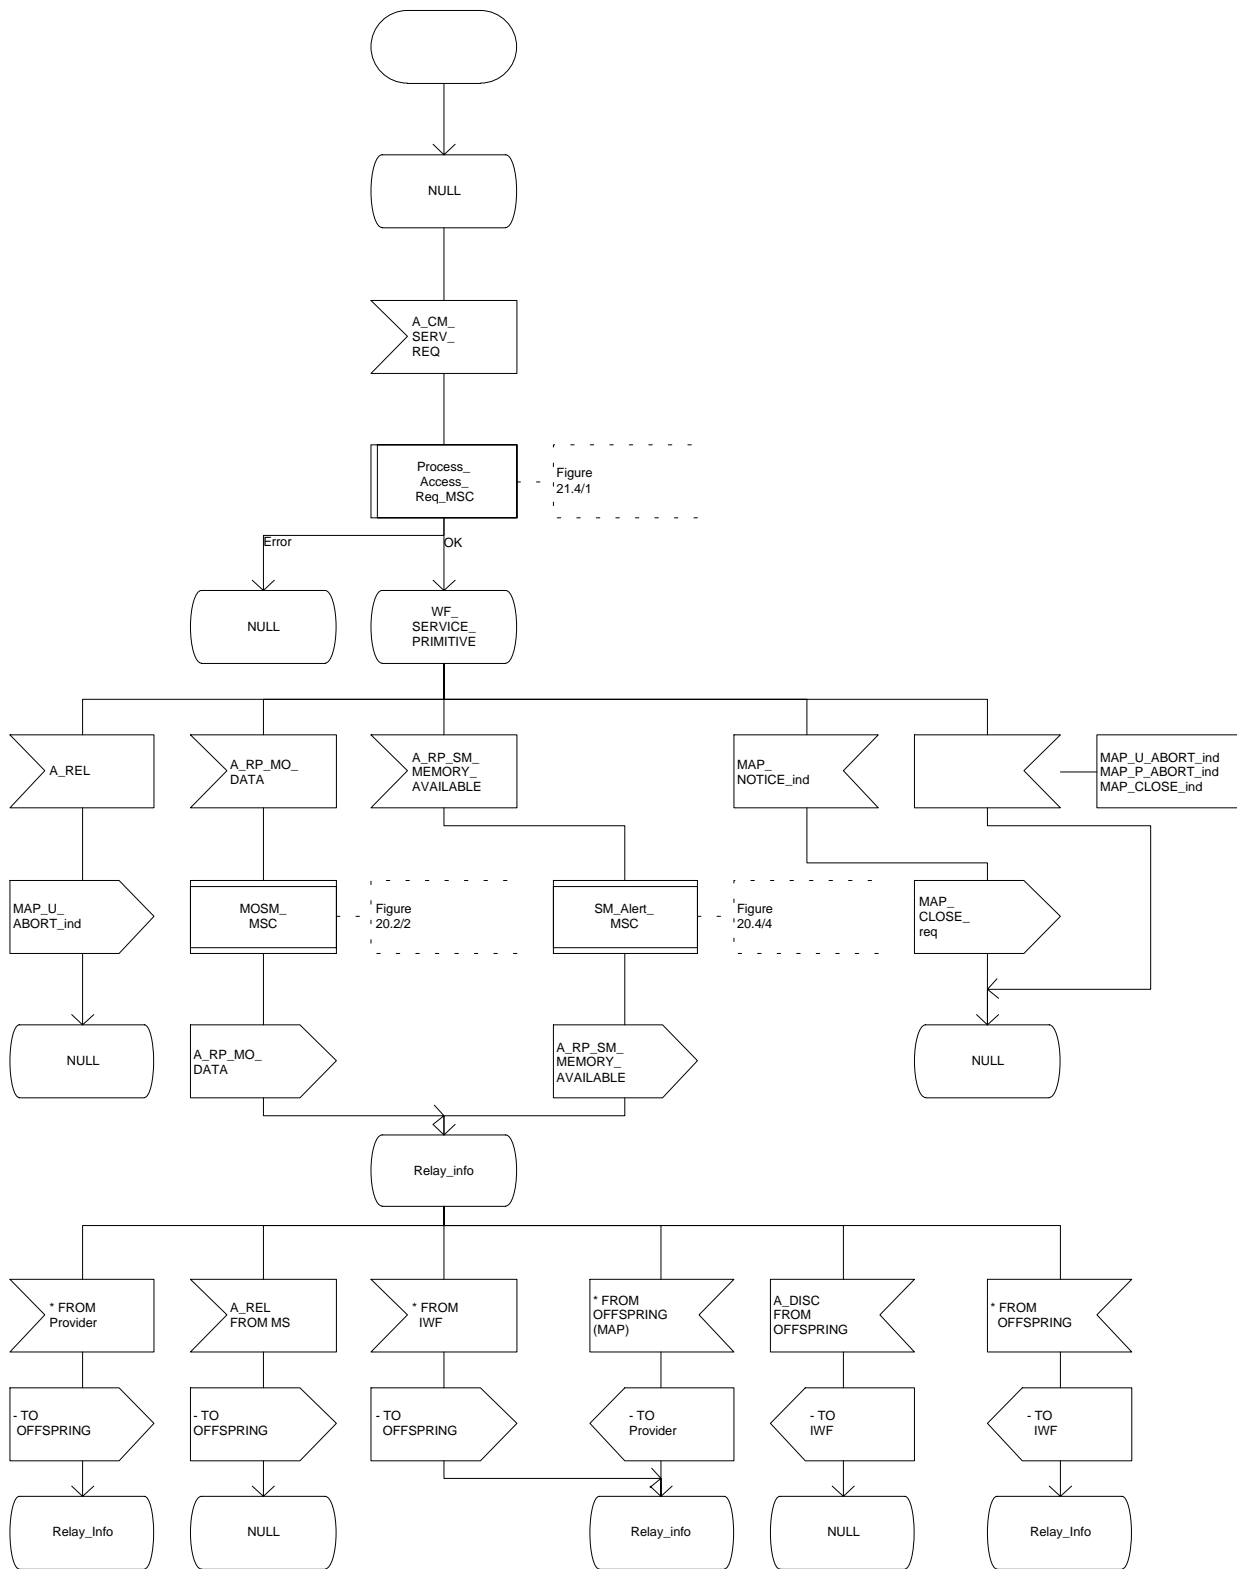 NULL
A_CM_
SERV_
REQ
Process_
Access_
Req_MSC
Figure
21.4/1
Error
OK
NULL
WF_
SERVICE_
PRIMITIVE
A_REL
A_RP_MO_
DATA
A_RP_SM_
MEMORY_
AVAILABLE
MAP_
NOTICE_ind
MAP_U_ABORT_ind
MAP_P_ABORT_ind
MAP_CLOSE_ind
MAP_U_
ABORT_ind
MOSM_
MSC
Figure
20.2/2
SM_Alert_
MSC
Figure
20.4/4
MAP_
CLOSE_
req
NULL
A_RP_MO_
DATA
A_RP_SM_
MEMORY_
AVAILABLE
NULL
Relay_info
* FROM
Provider
A_REL
FROM MS
* FROM
IWF
* FROM
OFFSPRING
(MAP)
A_DISC
FROM
OFFSPRING
* FROM
OFFSPRING
- TO
OFFSPRING
- TO
OFFSPRING
- TO
OFFSPRING
- TO
Provider
- TO
IWF
- TO
IWF
Relay_Info
NULL
Relay_info
NULL
Relay_Info